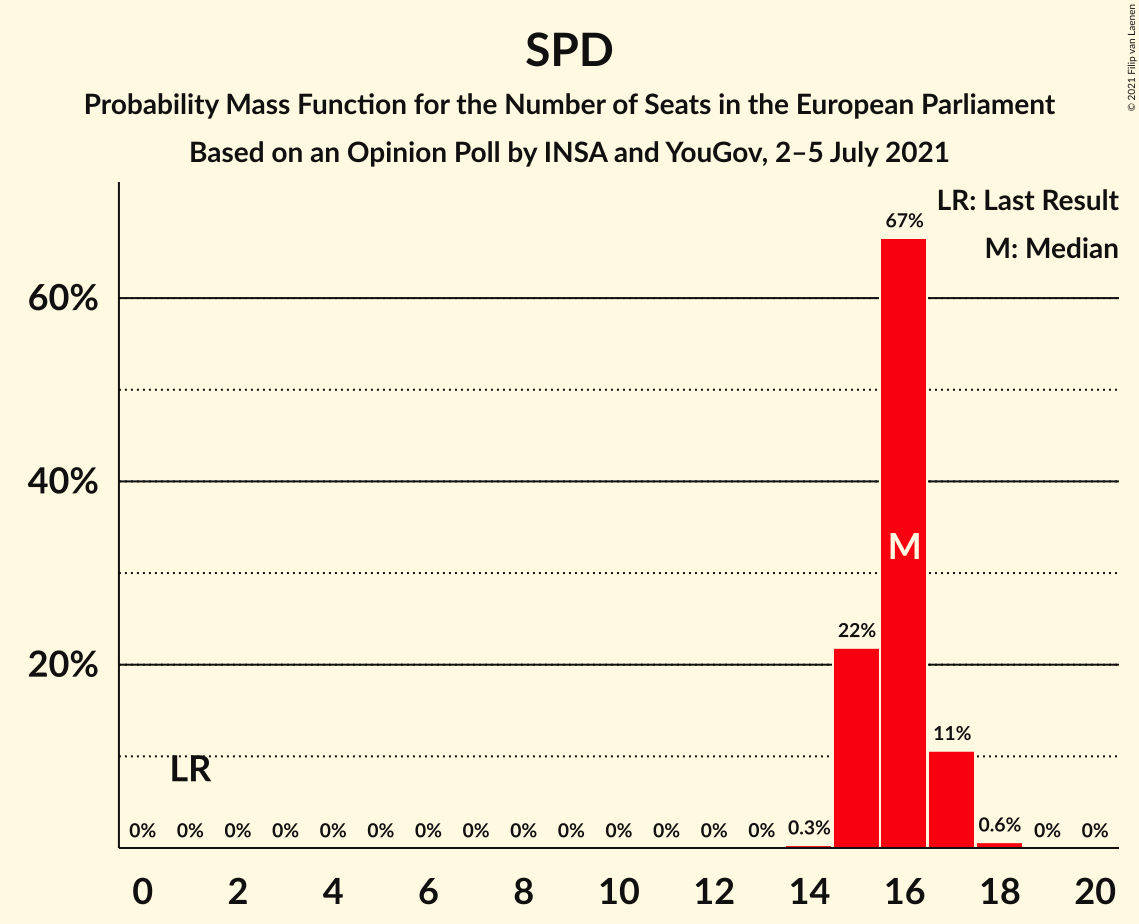 SPD
Probability Mass Function for the Number of Seats in the European Parliament
Based on an Opinion Poll by INSA and YouGov, 2–5 July 2021
© 2021 Filip van Laenen
LR: Last Result
M: Median
67%
60%
40%
M
22%
20%
11%
LR
0% 0% 0% 0% 0% 0% 0% 0% 0% 0% 0% 0% 0% 0% 0.3% 0.6% 0% 0%
0 2 4 6 8 10 12 14 16 18 20